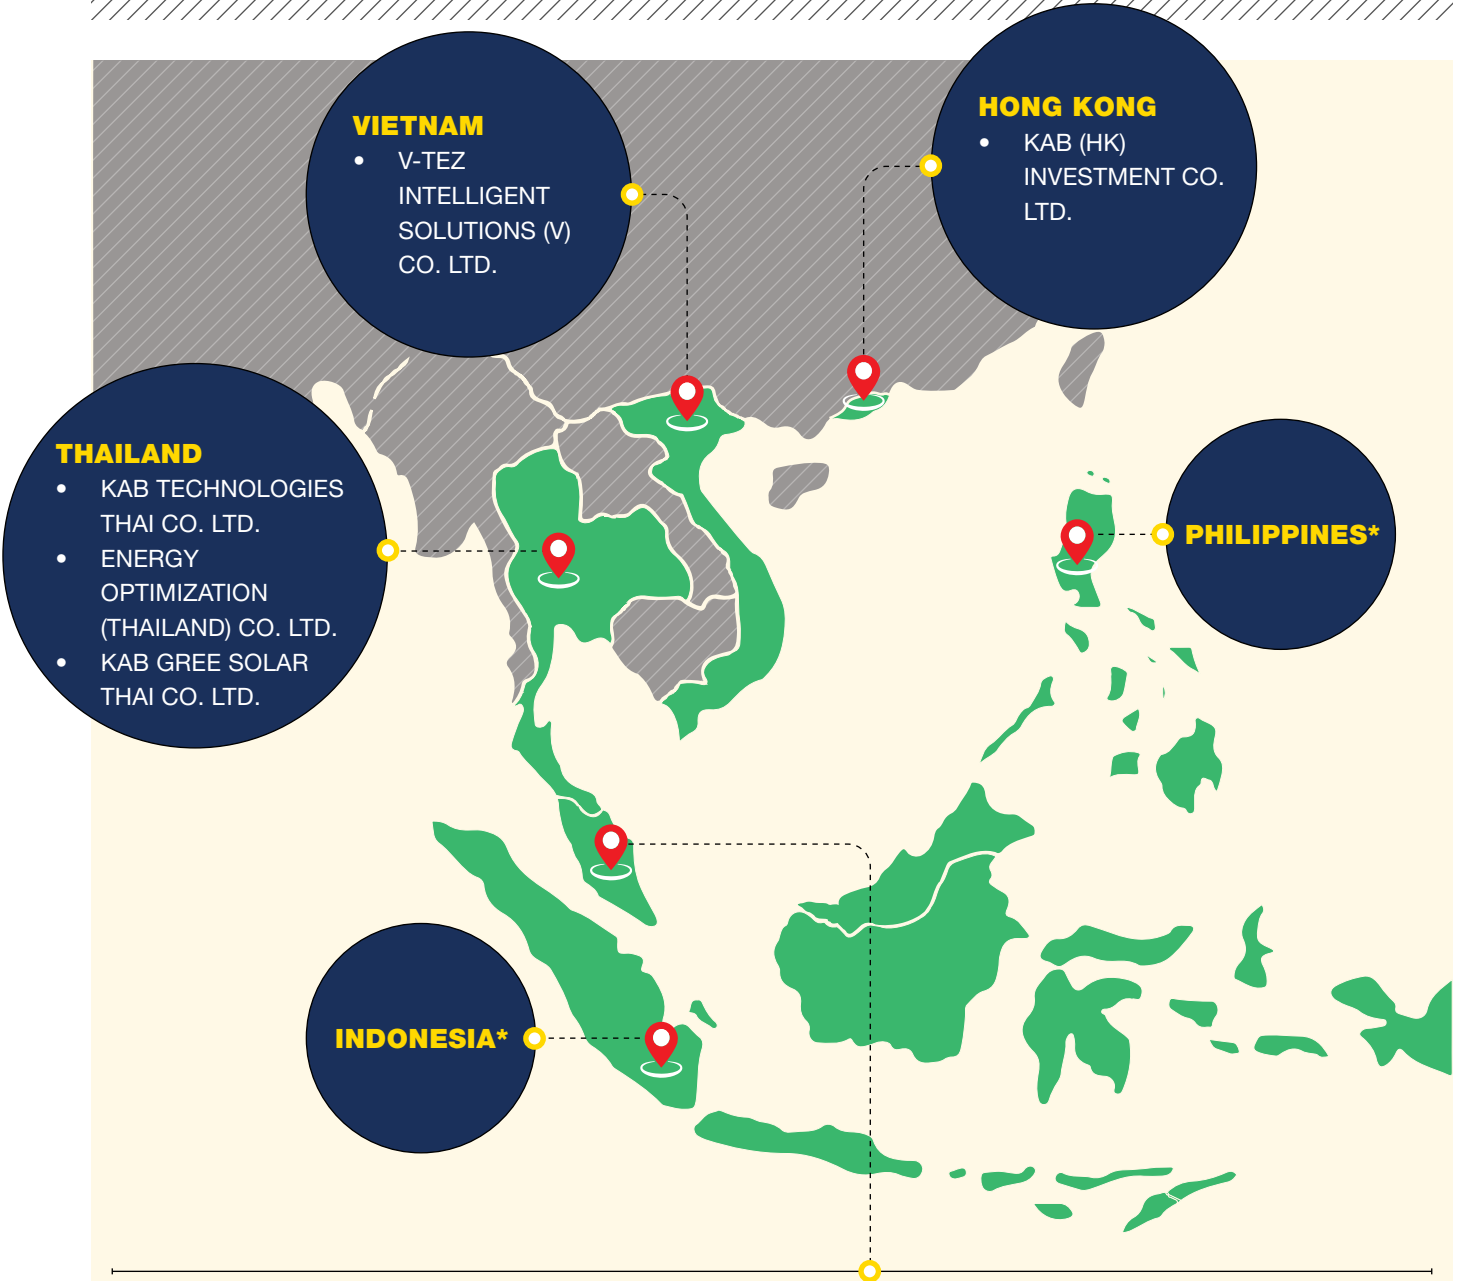 VIETNAM
• V-TEZ
INTELLIGENT
SOLUTIONS (V)
CO. LTD.
HONG KONG
• KAB (HK)
INVESTMENT CO.
LTD.
THAILAND
• KAB TECHNOLOGIES
THAI CO. LTD.
• ENERGY
OPTIMIZATION
(THAILAND) CO. LTD.
• KAB GREE SOLAR
THAI CO. LTD.
PHILIPPINES*
INDONESIA*